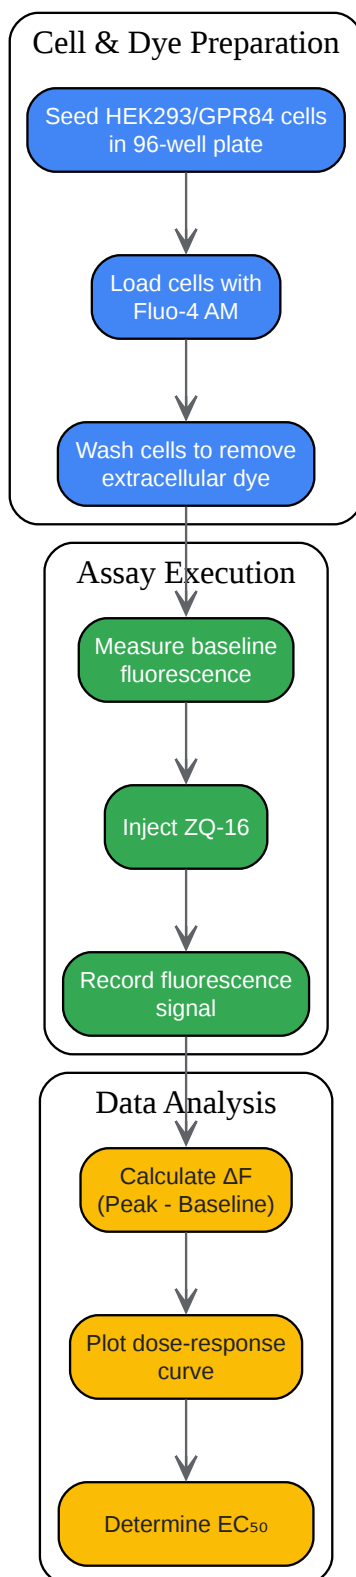 Cell & Dye Preparation
Seed HEK293/GPR84 cells
in 96-well plate
Load cells with
Fluo-4 AM
Wash cells to remove
extracellular dye
Assay Execution
Measure baseline
fluorescence
Inject ZQ-16
Record fluorescence
signal
Data Analysis
Calculate ΔF
(Peak - Baseline)
Plot dose-response
curve
Determine EC₅₀